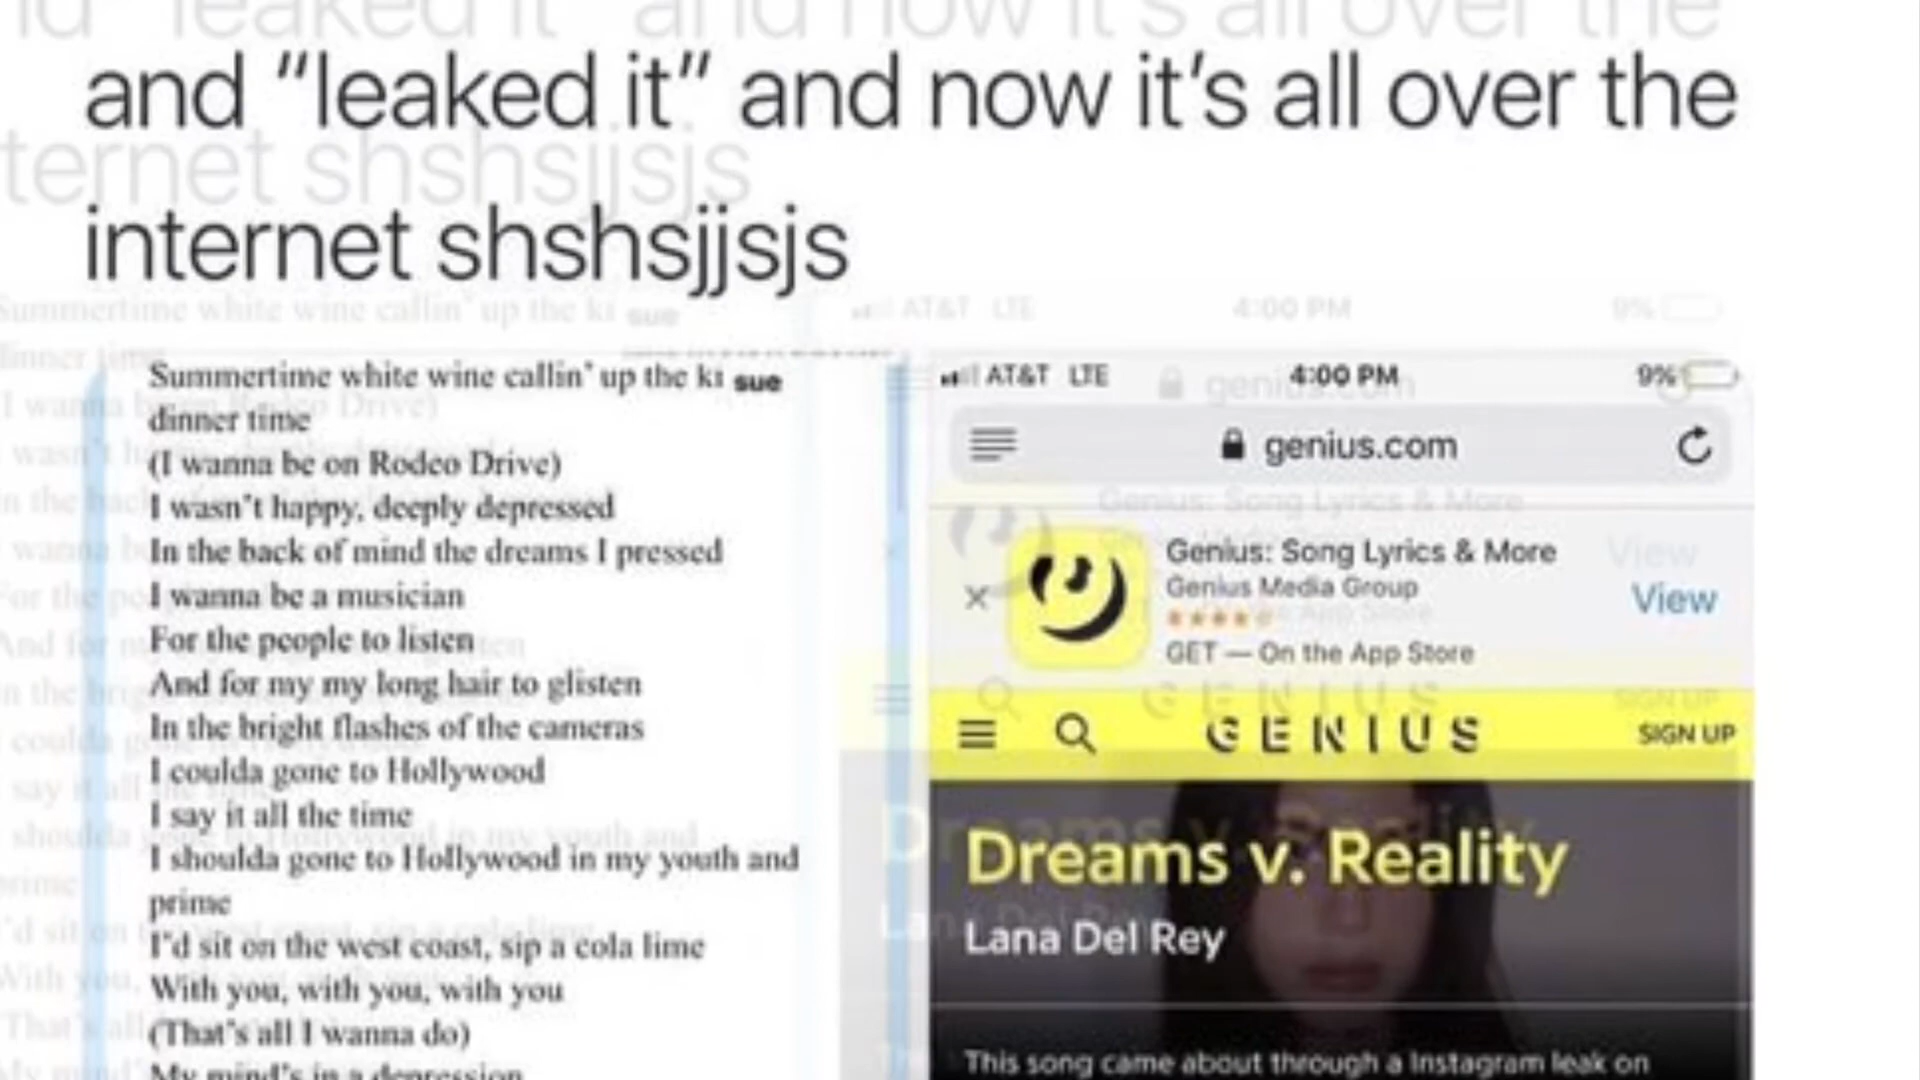 and “leaked it” and now it’s all over the
internet shshsjjsjs
Summertime white wine callin’ up the ki sue
dinner time
(I wanna be on Rodeo Drive)
I wasn’t happy, deeply depressed
In the back of mind the dreams I pressed
I wanna be a musician
For the people to listen
And for my my long hair to glisten
In the bright flashes of the cameras
I coulda gone to Hollywood
I say it all the time
I shoulda gone to Hollywood in my youth and
prime
I’d sit on the west coast, sip a cola lime
With you, with you, with you
(That’s all I wanna do)
My mind’s in a depression
AT&T LTE 4:00 PM 9%
genius.com
Genius: Song Lyrics & More
Genius Media Group
View
GET — On the App Store
GENIUS SIGN UP
Dreams v. Reality
Lana Del Rey
This song came about through a Instagram leak on